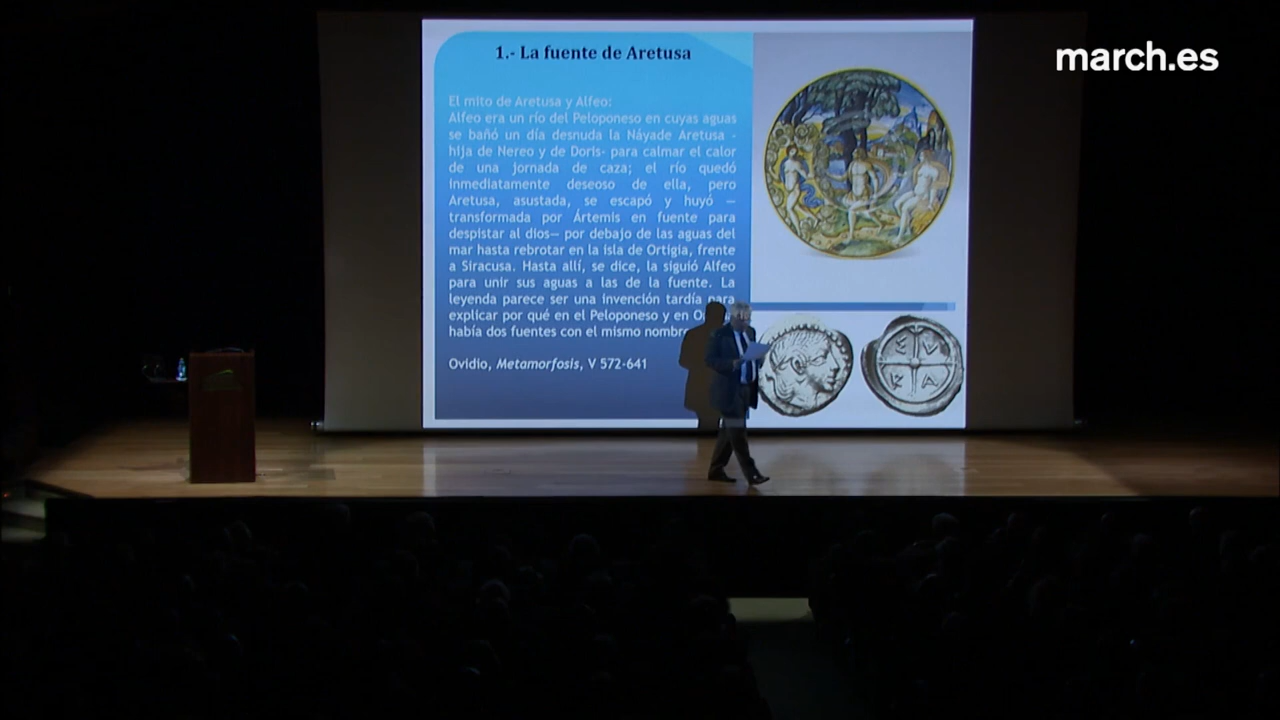 march.es
1.- La fuente de Aretusa
El mito de Aretusa y Alfeo:
Alfeo era un río del Peloponeso en cuyas aguas
se bañó un día desnuda la Náyade Aretusa -
hija de Nereo y de Doris- para calmar el calor
de una jornada de caza; el río quedó
inmediatamente deseoso de ella, pero
Aretusa, asustada, se escapó y huyó —
transformada por Ártemis en fuente para
despistar al dios— por debajo de las aguas del
mar hasta rebrotar en la isla de Ortigia, frente
a Siracusa. Hasta allí, se dice, la siguió Alfeo
para unir sus aguas a las de la fuente. La
leyenda parece ser una invención tardía para
explicar por qué en el Peloponeso y en
había dos fuentes con el mismo nombre
Ovidio, Metamorfosis, V 572-641